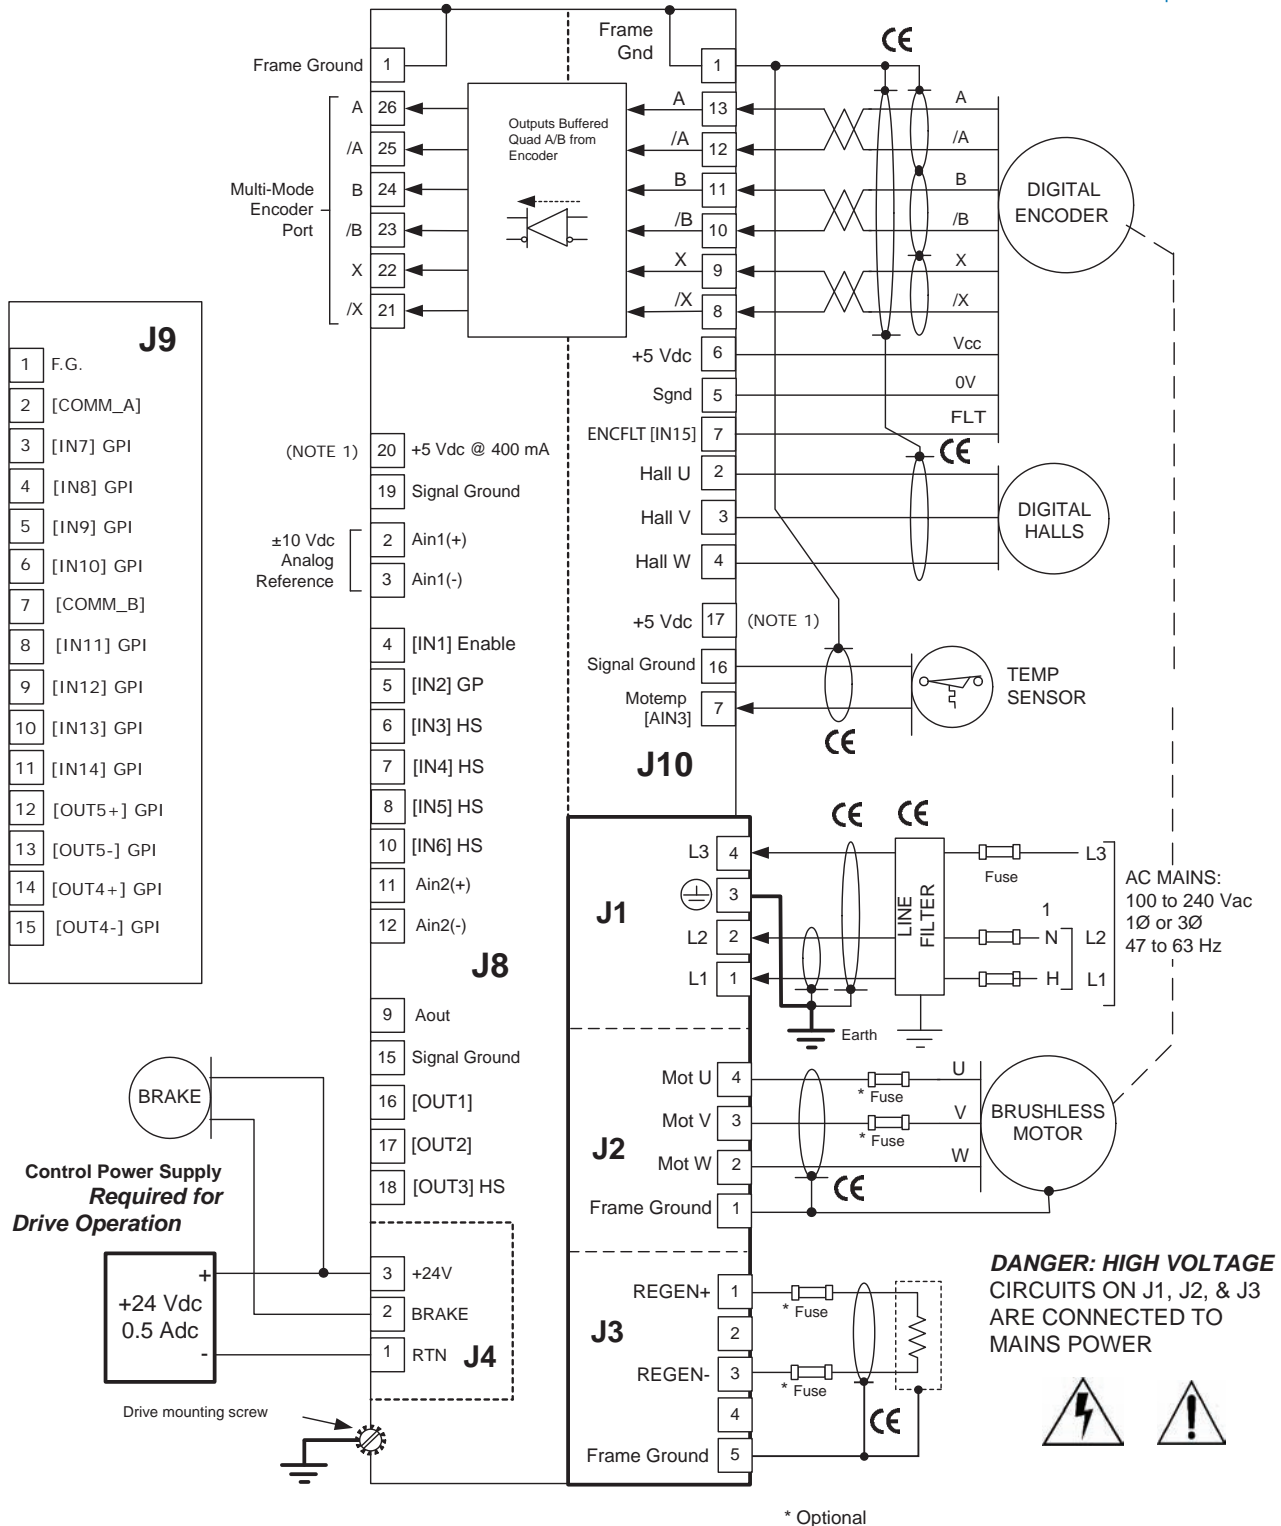 J9
1 F.G.
2 [COMM_A]
3 [IN7] GPI
4 [IN8] GPI
5 [IN9] GPI
6 [IN10] GPI
7 [COMM_B]
8 [IN11] GPI
9 [IN12] GPI
10 [IN13] GPI
11 [IN14] GPI
12 [OUT5+] GPI
13 [OUT5-] GPI
14 [OUT4+] GPI
15 [OUT4-] GPI
Frame Ground 1
Multi-Mode
Encoder
Port
A 26
/A 25
B 24
/B 23
X 22
/X 21
Outputs Buffered
Quad A/B from
Encoder
(NOTE 1) 20 +5 Vdc @ 400 mA
19 Signal Ground
±10 Vdc
Analog
Reference
2 Ain1(+)
3 Ain1(-)
4 [IN1] Enable
5 [IN2] GP
6 [IN3] HS
7 [IN4] HS
8 [IN5] HS
10 [IN6] HS
11 Ain2(+)
12 Ain2(-)
J8
9 Aout
15 Signal Ground
16 [OUT1]
17 [OUT2]
18 [OUT3] HS
BRAKE
Control Power Supply
Required for
Drive Operation
+
+24 Vdc
0.5 Adc
-
3 +24V
2 BRAKE
1 RTN
J4
Drive mounting screw
Frame
Gnd
1
CE
A 13 A
/A 12 /A
B 11 B
/B 10 /B
X 9 X
/X 8 /X
+5 Vdc 6 Vcc
Sgnd 5 0V
ENCFLT [IN15] 7 FLT
DIGITAL
ENCODER
CE
Hall U 2
Hall V 3
Hall W 4
DIGITAL
HALLS
+5 Vdc 17 (NOTE 1)
Signal Ground 16
Motemp
[AIN3] 7
TEMP
SENSOR
CE
J10
CE CE
J1
L3 4
3
L2 2
L1 1
LINE
FILTER
Fuse
L3
1
N L2
H L1
AC MAINS:
100 to 240 Vac
1Ø or 3Ø
47 to 63 Hz
Earth
J2
Mot U 4 * Fuse U
Mot V 3 * Fuse V
Mot W 2 W
Frame Ground 1
CE
BRUSHLESS
MOTOR
J3
REGEN+ 1 * Fuse
2
REGEN- 3 * Fuse
4
Frame Ground 5
CE
DANGER: HIGH VOLTAGE
CIRCUITS ON J1, J2, & J3
ARE CONNECTED TO
MAINS POWER
* Optional